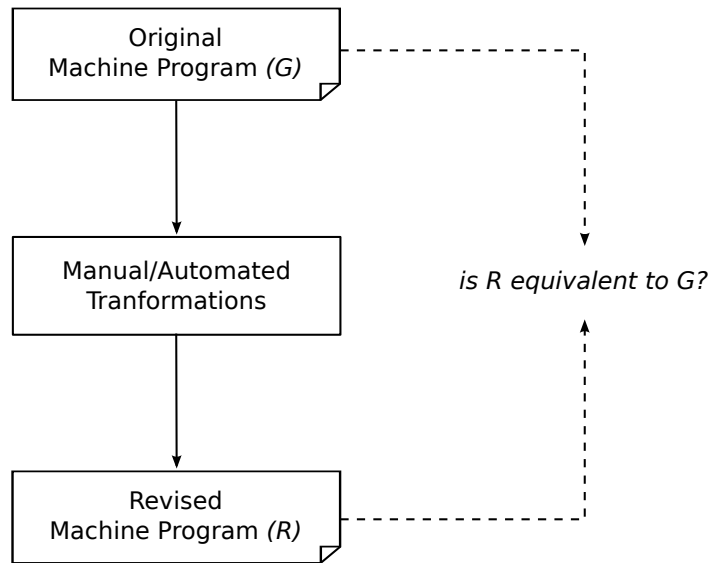 Original
Machine Program (G)
Manual/Automated
Tranformations
is R equivalent to G?
Revised
Machine Program (R)